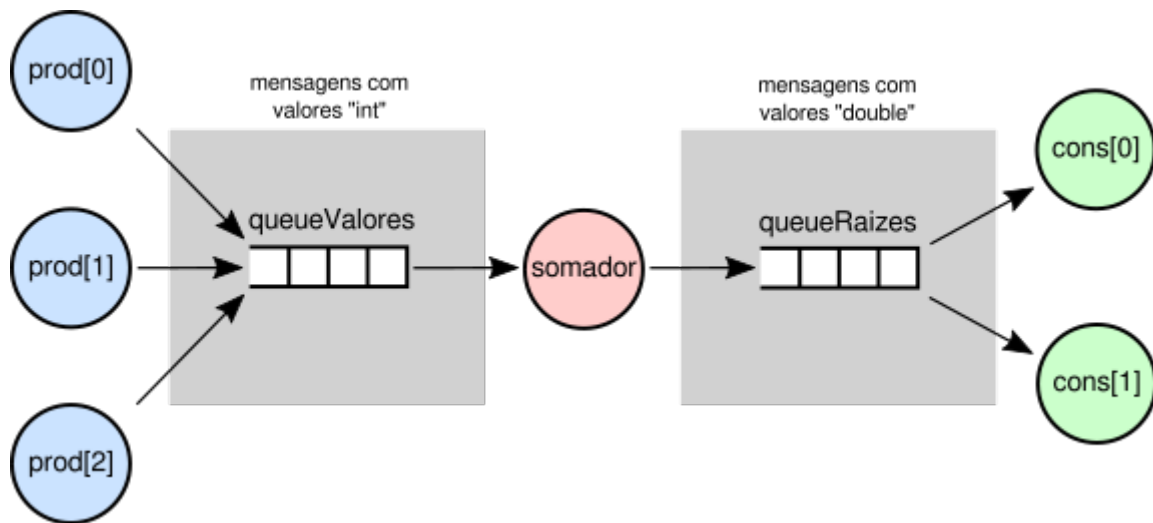 prod[0]
prod[1]
prod[2]
mensagens com
valores "int"
queueValores
somador
mensagens com
valores "double"
queueRaizes
cons[0]
cons[1]